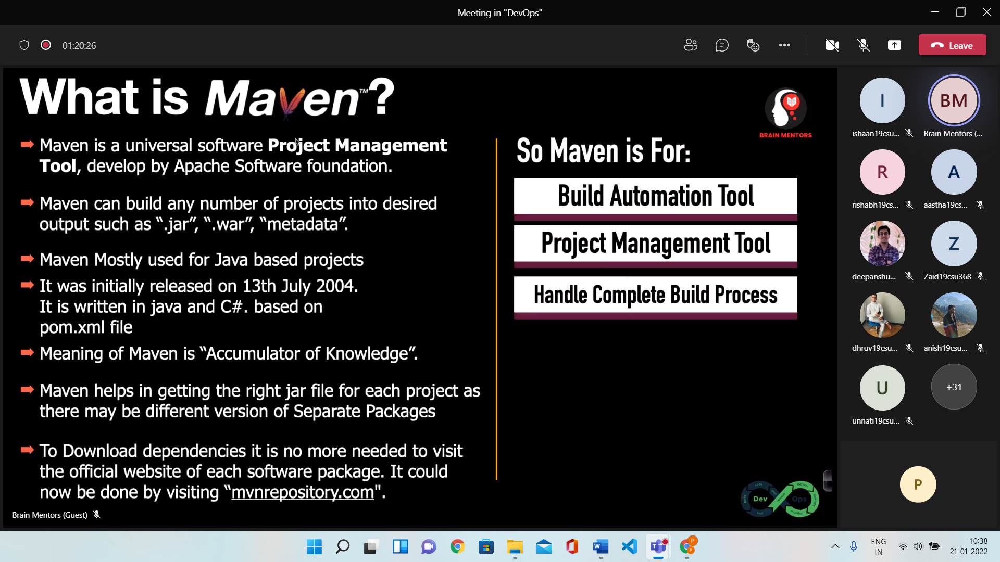 Meeting in "DevOps"
01:20:26
Leave
What is Maven™?
BRAIN MENTORS
Maven is a universal software Project Management
Tool, develop by Apache Software foundation.
Maven can build any number of projects into desired
output such as “.jar”, “.war”, “metadata”.
Maven Mostly used for Java based projects
It was initially released on 13th July 2004.
It is written in java and C#. based on
pom.xml file
Meaning of Maven is “Accumulator of Knowledge”.
Maven helps in getting the right jar file for each project as
there may be different version of Separate Packages
To Download dependencies it is no more needed to visit
the official website of each software package. It could
now be done by visiting “mvnrepository.com".
So Maven is For:
Build Automation Tool
Project Management Tool
Handle Complete Build Process
Dev Ops
code
plan
release
deploy
monitor
test
Brain Mentors (Guest)
I
ishaan19csu...
BM
Brain Mentors (...
R
rishabh19cs...
A
aastha19cs...
deepanshu...
Z
Zaid19csu368
dhruv19csu...
anish19csu...
U
unnati19csu...
+31
P
W
T
P
P
ENG
IN
10:38
21-01-2022